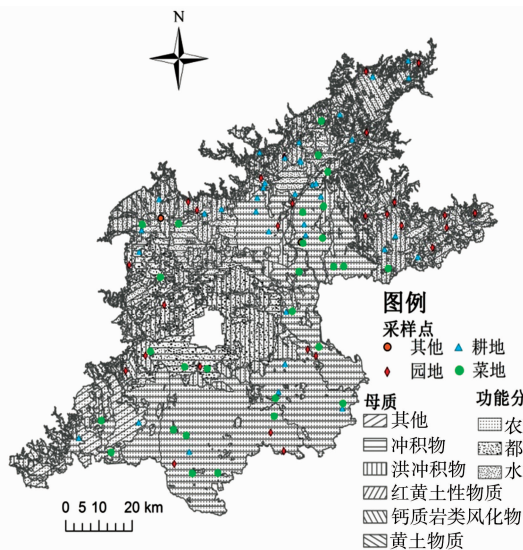 N
图例
采样点
其他 耕地
园地 菜地
母质 功能分
其他 农
冲积物 都
洪冲积物 水
红黄土性物质
钙质岩类风化物
黄土物质
0 5 10 20 km